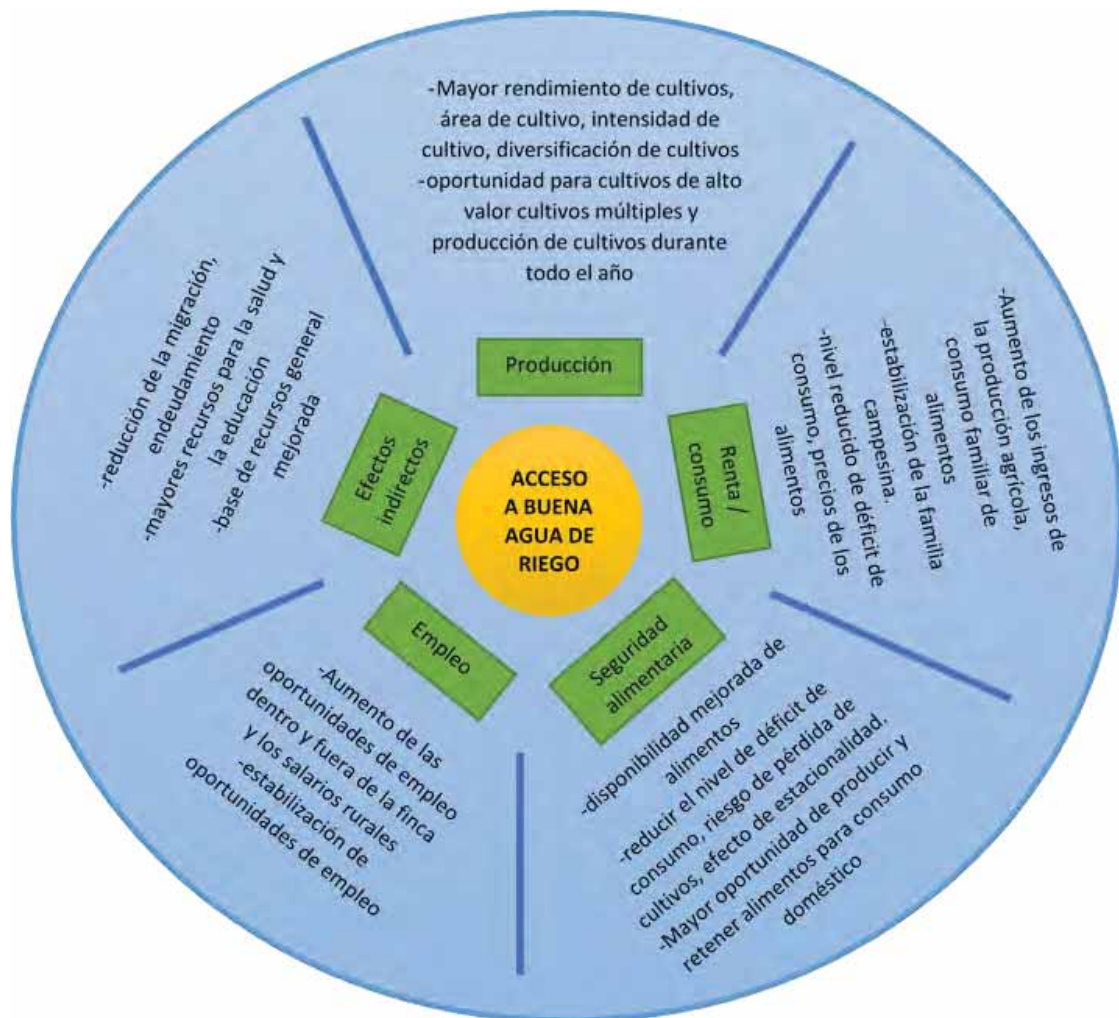 -Mayor rendimiento de cultivos,
área de cultivo, intensidad de
cultivo, diversificación de cultivos
-oportunidad para cultivos de alto
valor cultivos múltiples y
producción de cultivos durante
todo el año
Producción
-Aumento de los ingresos de
la producción agrícola,
consumo familiar de
alimentos
-estabilización de la familia
campesina.
-nivel reducido de déficit de
consumo, precios de los
alimentos
Renta /
consumo
Seguridad
alimentaria
-disponibilidad mejorada de
alimentos
-reducir el nivel de déficit de
consumo, riesgo de pérdida de
cultivos, efecto de estacionalidad.
-Mayor oportunidad de producir y
retener alimentos para consumo
doméstico
Empleo
-Aumento de las
oportunidades de empleo
dentro y fuera de la finca
y los salarios rurales
-estabilización de
oportunidades de empleo
-reducción de la migración,
endeudamiento
-mayores recursos para la salud y
la educación
-base de recursos general
mejorada
Efectos
indirectos
ACCESO
A BUENA
AGUA DE
RIEGO